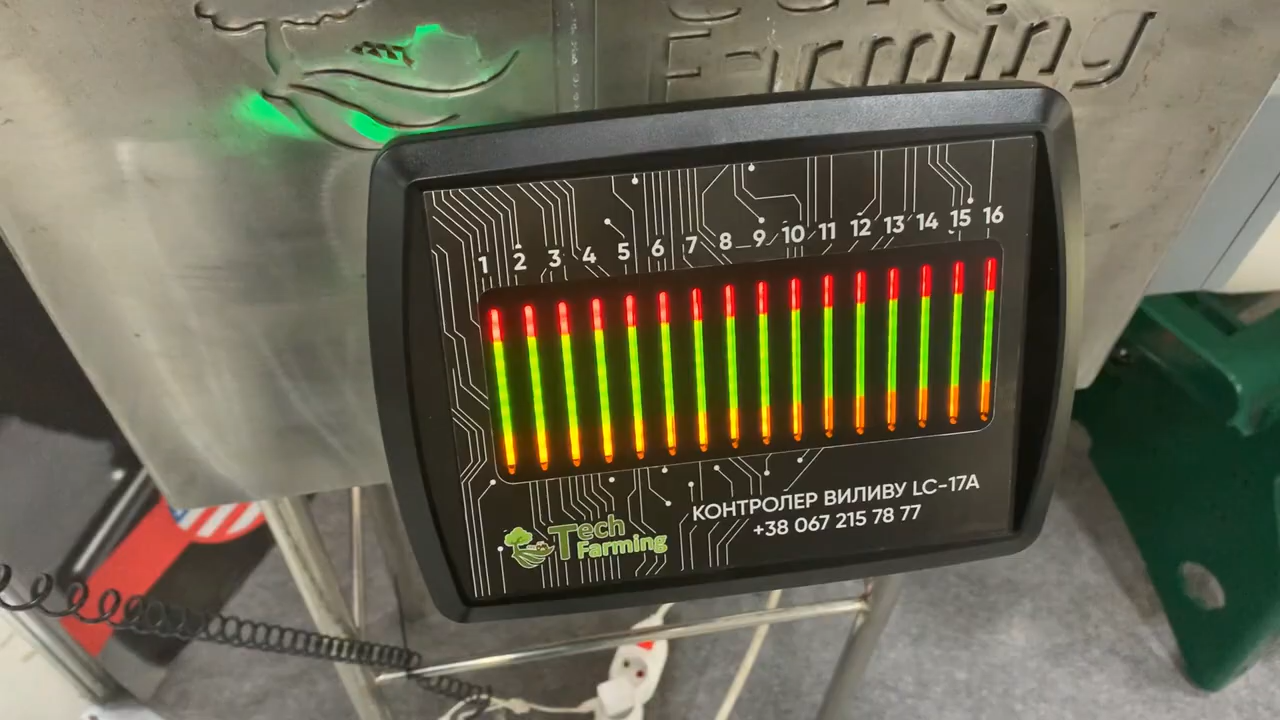 Farming
1 2 3 4 5 6 7 8 9 10 11 12 13 14 15 16
КОНТРОЛЕР ВИЛИВУ LC-17A
+38 067 215 78 77
Tech
Farming